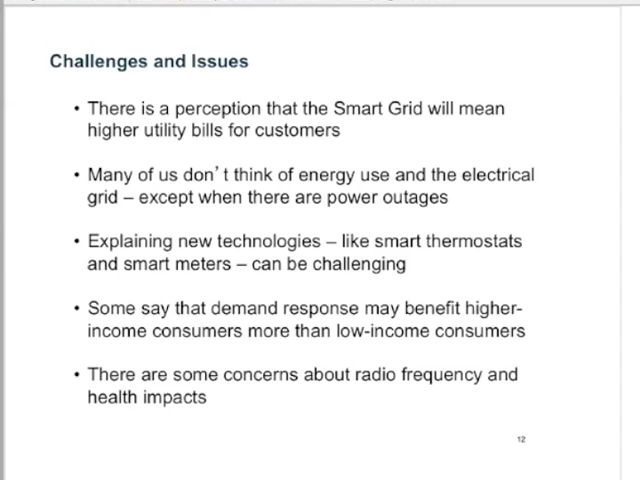 Challenges and Issues
• There is a perception that the Smart Grid will mean
higher utility bills for customers
• Many of us don’t think of energy use and the electrical
grid – except when there are power outages
• Explaining new technologies – like smart thermostats
and smart meters – can be challenging
• Some say that demand response may benefit higher-
income consumers more than low-income consumers
• There are some concerns about radio frequency and
health impacts
12